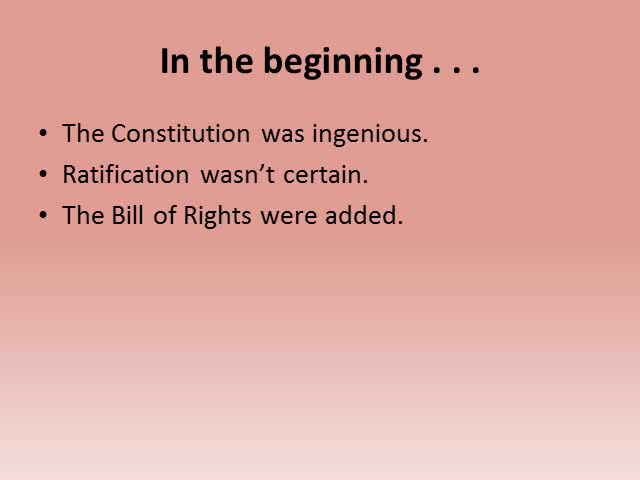 In the beginning . . .
• The Constitution was ingenious.
• Ratification wasn’t certain.
• The Bill of Rights were added.